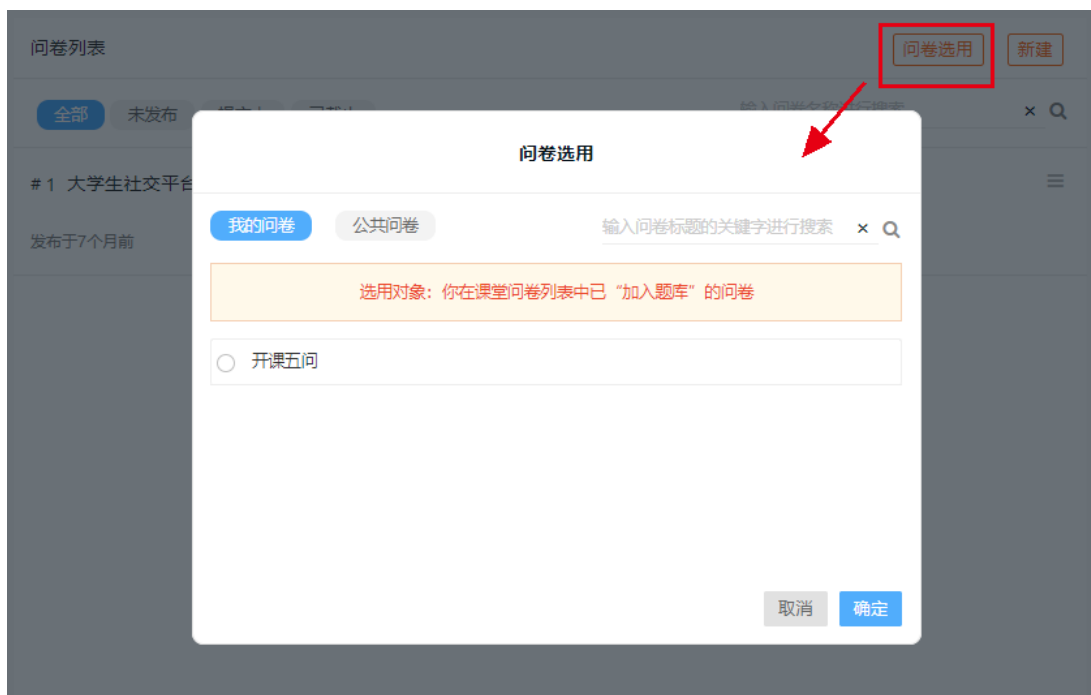 问卷列表 问卷选用 新建
全部 未发布
问卷选用
# 1 大学生社交平台
我的问卷 公共问卷 输入问卷标题的关键字进行搜索 ×
发布于7个月前
选用对象：你在课堂问卷列表中已“加入题库”的问卷
开课五问
取消 确定